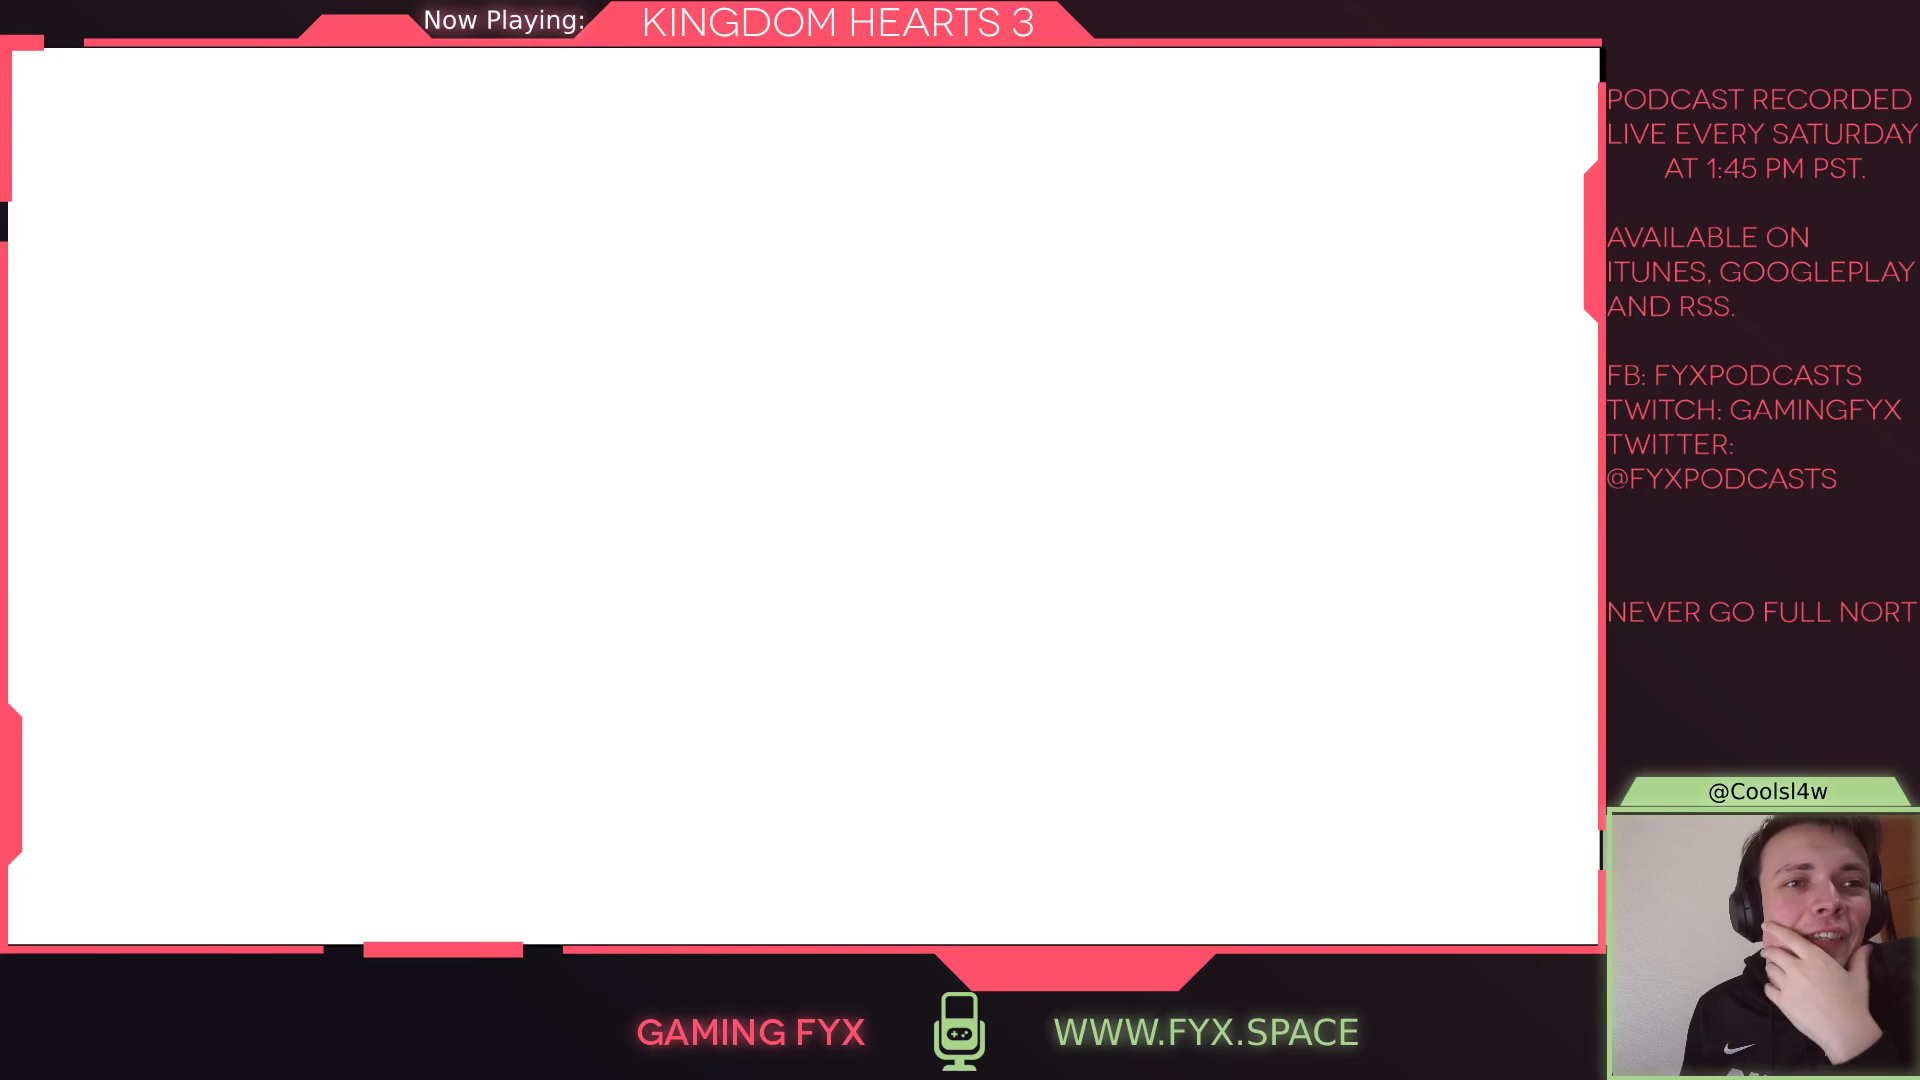 Now Playing:
KINGDOM HEARTS 3
PODCAST RECORDED
LIVE EVERY SATURDAY
AT 1:45 PM PST.
AVAILABLE ON
ITUNES, GOOGLEPLAY
AND RSS.
FB: FYXPODCASTS
TWITCH: GAMINGFYX
TWITTER:
@FYXPODCASTS
NEVER GO FULL NORT
@Coolsl4w
GAMING FYX
WWW.FYX.SPACE